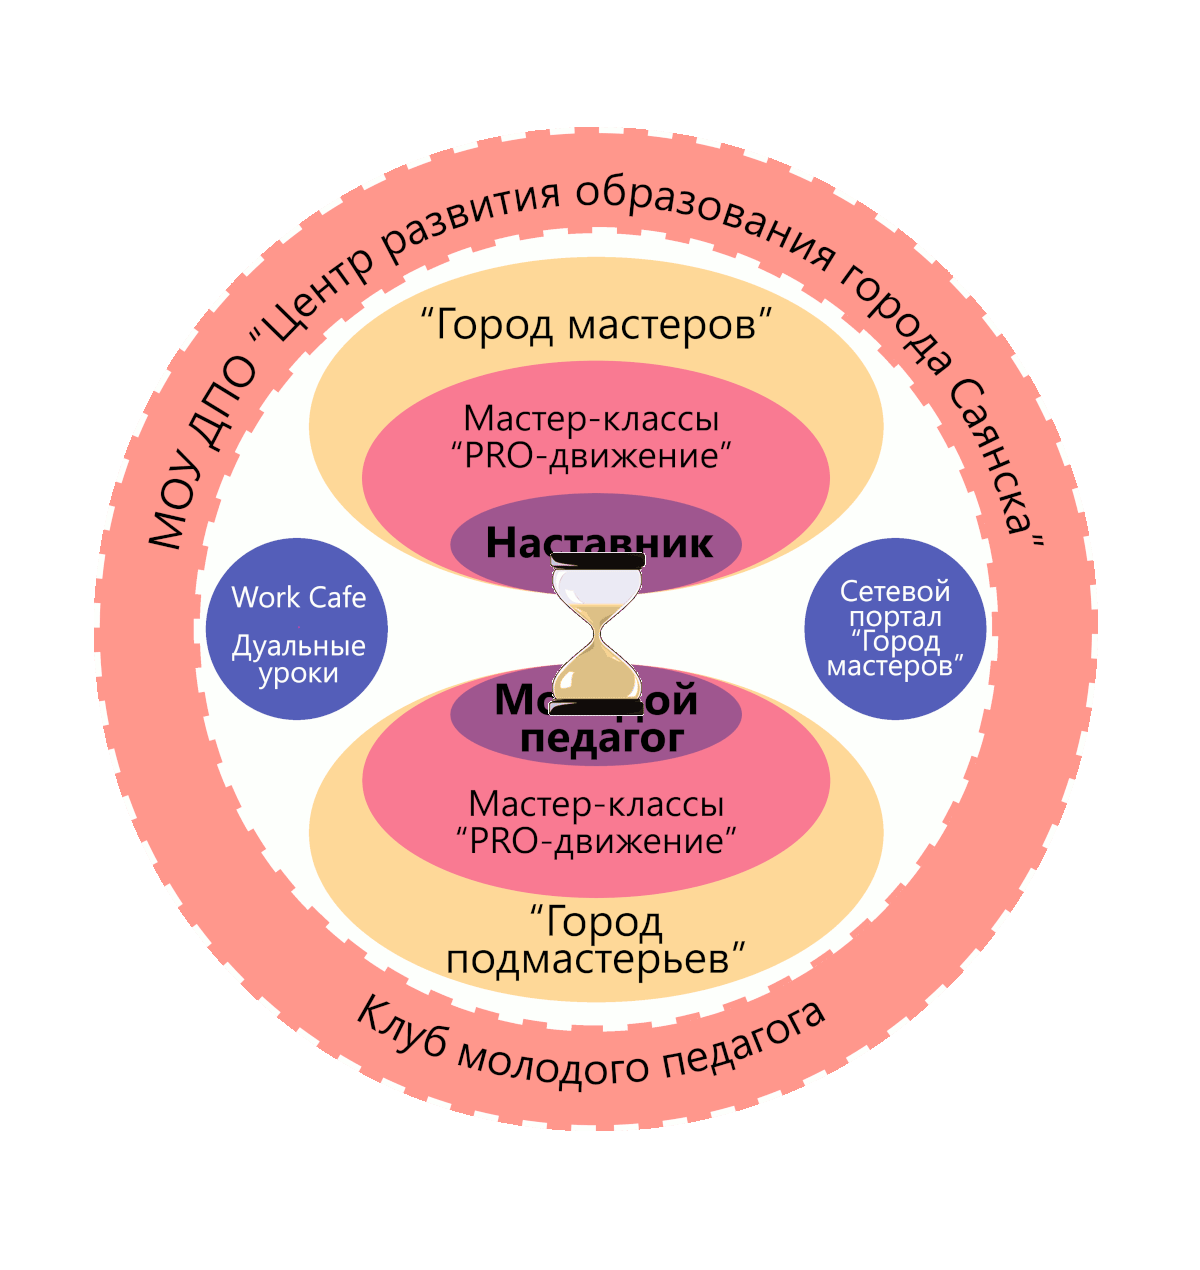 МОУ ДПО “Центр развития образования города Саянска”
“Город мастеров”
Мастер-классы
“PRO-движение”
Наставник
Work Cafe
Дуальные
уроки
Сетевой
портал
“Город
мастеров”
Молодой
педагог
Мастер-классы
“PRO-движение”
“Город
подмастерьев”
Клуб молодого педагога